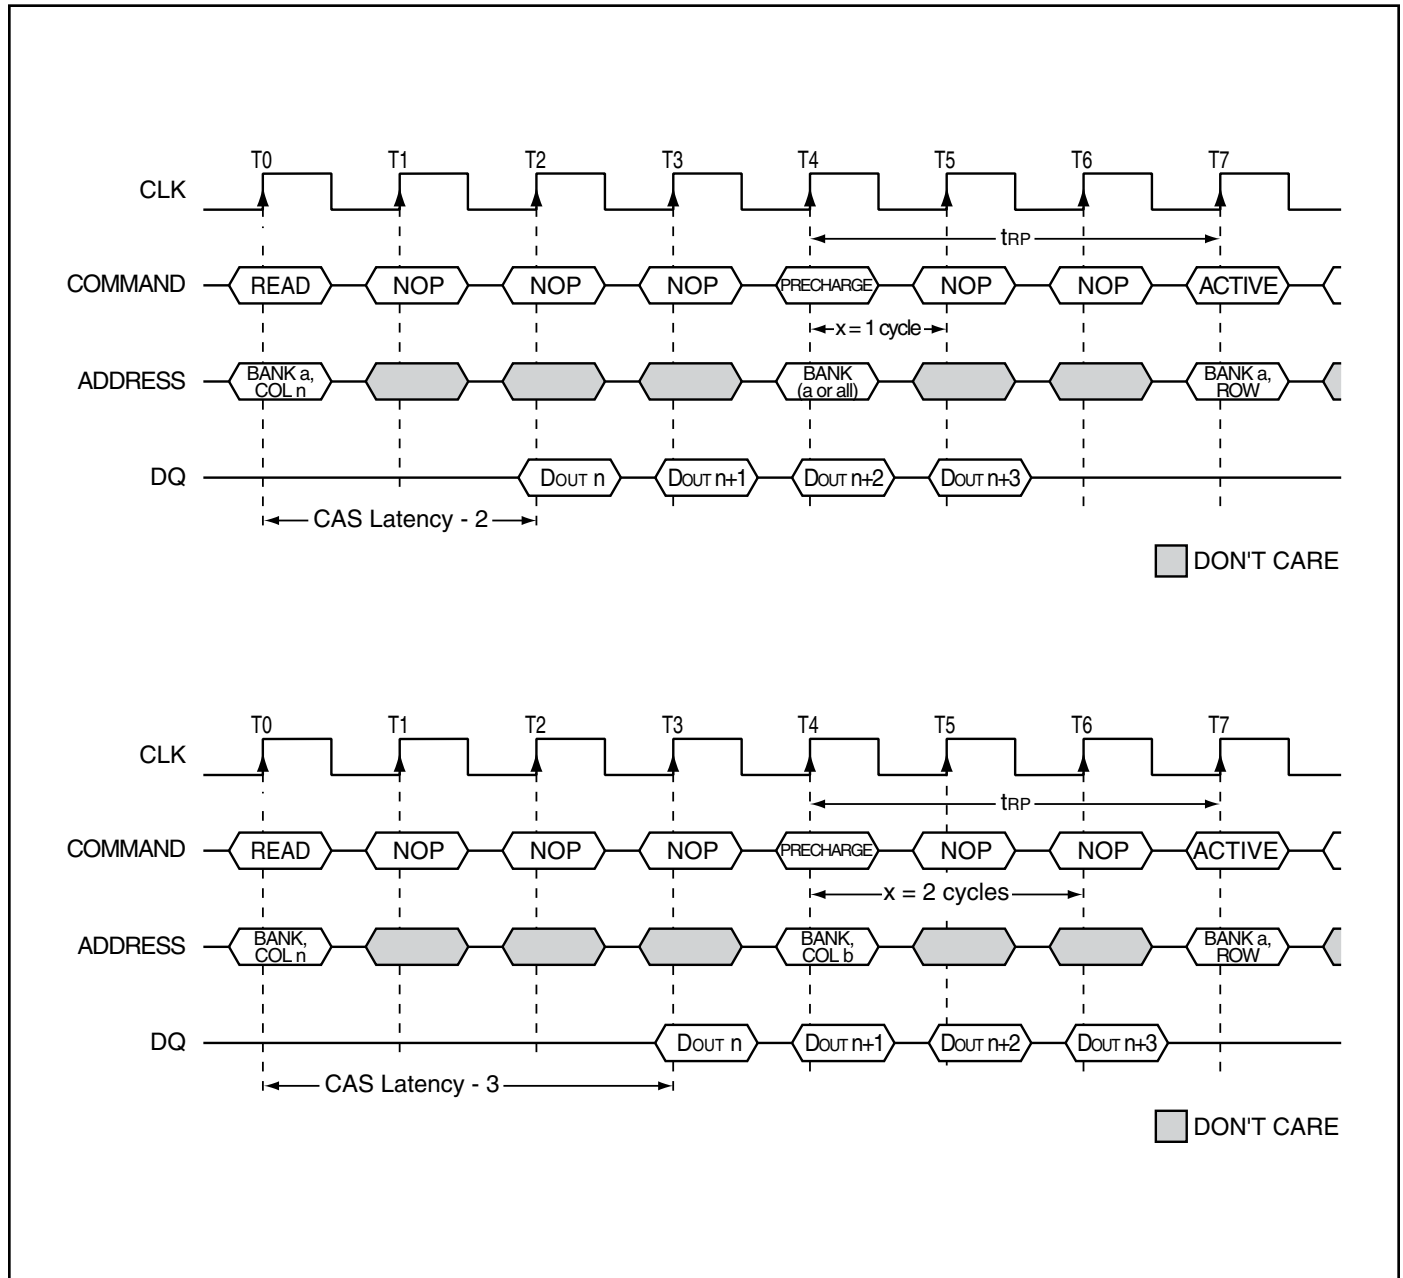 T0 T1 T2 T3 T4 T5 T6 T7
CLK
tRP
COMMAND READ NOP NOP NOP PRECHARGE NOP NOP ACTIVE
x = 1 cycle
ADDRESS BANK a, COL n BANK (a or all) BANK a, ROW
DQ DOUT n DOUT n+1 DOUT n+2 DOUT n+3
CAS Latency - 2
DON'T CARE
T0 T1 T2 T3 T4 T5 T6 T7
CLK
tRP
COMMAND READ NOP NOP NOP PRECHARGE NOP NOP ACTIVE
x = 2 cycles
ADDRESS BANK, COL n BANK, COL b BANK a, ROW
DQ DOUT n DOUT n+1 DOUT n+2 DOUT n+3
CAS Latency - 3
DON'T CARE